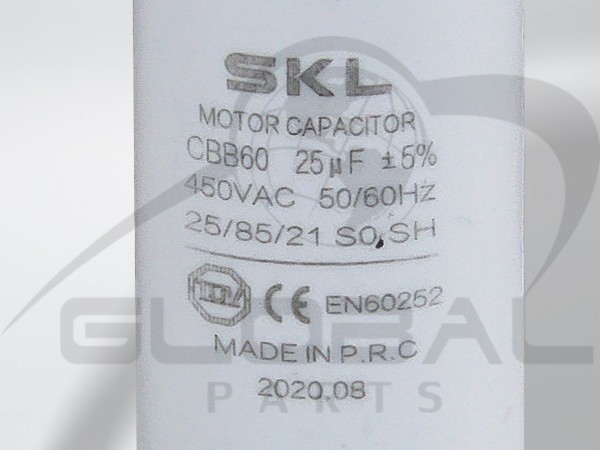 SKL
MOTOR CAPACITOR
CBB60 25µF ±5%
450VAC 50/60Hz
25/85/21 S0,SH
TÜV CE EN60252
MADE IN P.R.C
2020.08
GLOBAL
PARTS